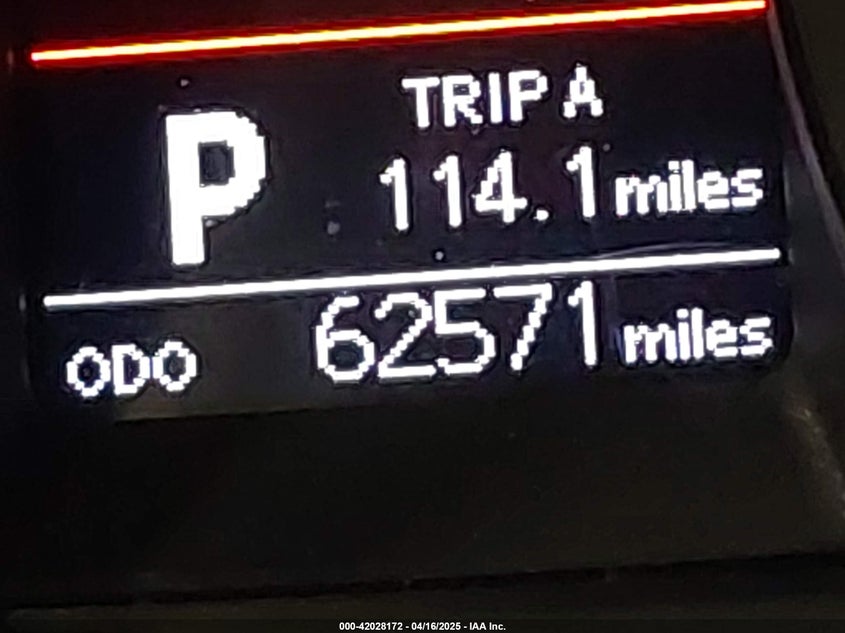 TRIP A
P
114.1 miles
ODO 62571 miles
000-42028172 - 04/16/2025 - IAA Inc.